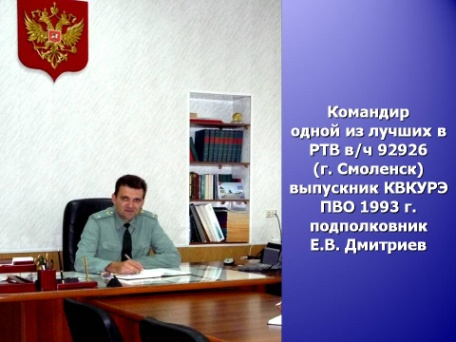 Командир
одной из лучших в
РТВ в/ч 92926
(г. Смоленск)
выпускник КВКУРЭ
ПВО 1993 г.
подполковник
Е.В. Дмитриев